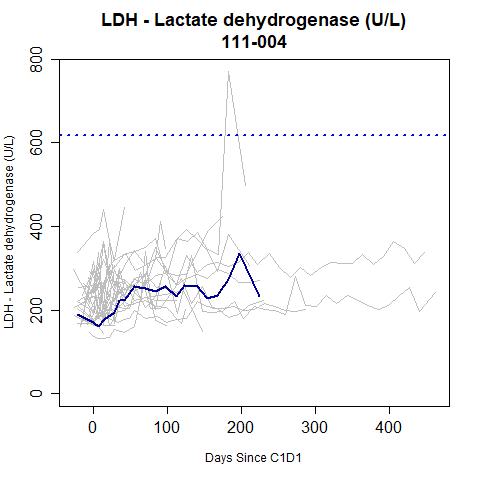 LDH - Lactate dehydrogenase (U/L)
111-004
LDH - Lactate dehydrogenase (U/L)
800
600
400
200
0
0 100 200 300 400
Days Since C1D1